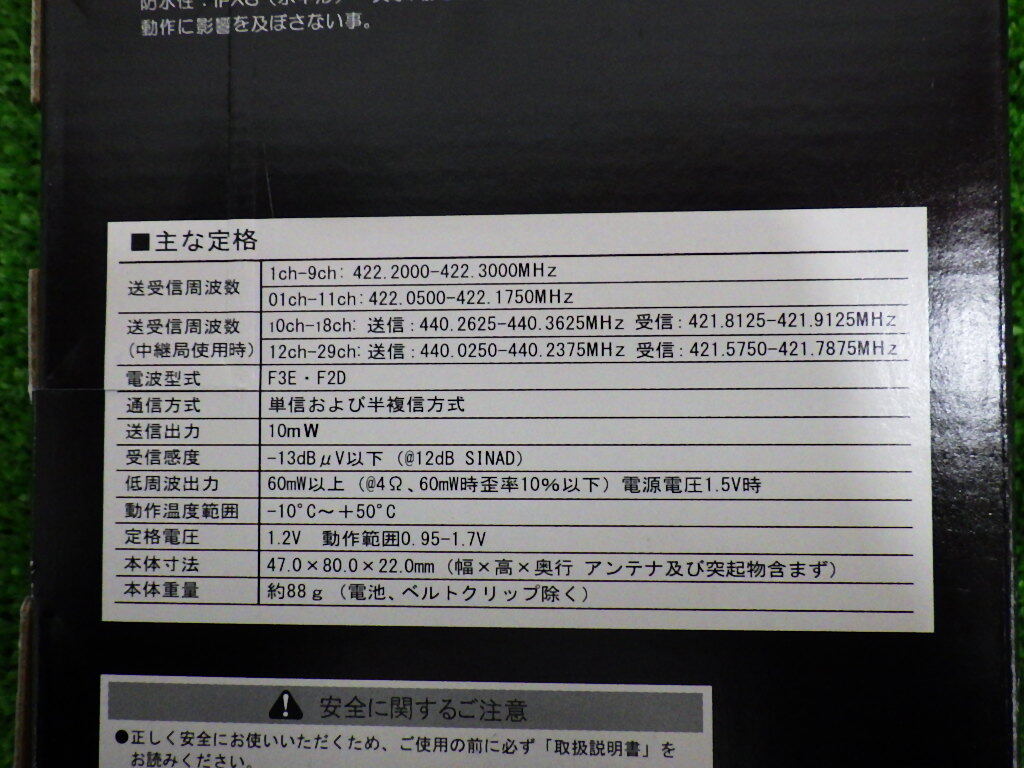 動作に影響を及ぼさない事。
■主な定格
送受信周波数 1ch-9ch: 422.2000-422.3000MHz
01ch-11ch: 422.0500-422.1750MHz
送受信周波数 10ch-18ch: 送信：440.2625-440.3625MHz 受信：421.8125-421.9125MHz
(中継局使用時) 12ch-29ch: 送信：440.0250-440.2375MHz 受信：421.5750-421.7875MHz
電波型式 F3E・F2D
通信方式 単信および半複信方式
送信出力 10mW
受信感度 -13dBμV以下 (@12dB SINAD)
低周波出力 60mW以上 (@4Ω、60mW時歪率10%以下) 電源電圧1.5V時
動作温度範囲 -10°C～+50°C
定格電圧 1.2V 動作範囲0.95-1.7V
本体寸法 47.0×80.0×22.0mm (幅×高×奥行 アンテナ及び突起物含まず)
本体重量 約88g (電池、ベルトクリップ除く)
安全に関するご注意
●正しく安全にお使いいただくため、ご使用の前に必ず「取扱説明書」を
お読みください。